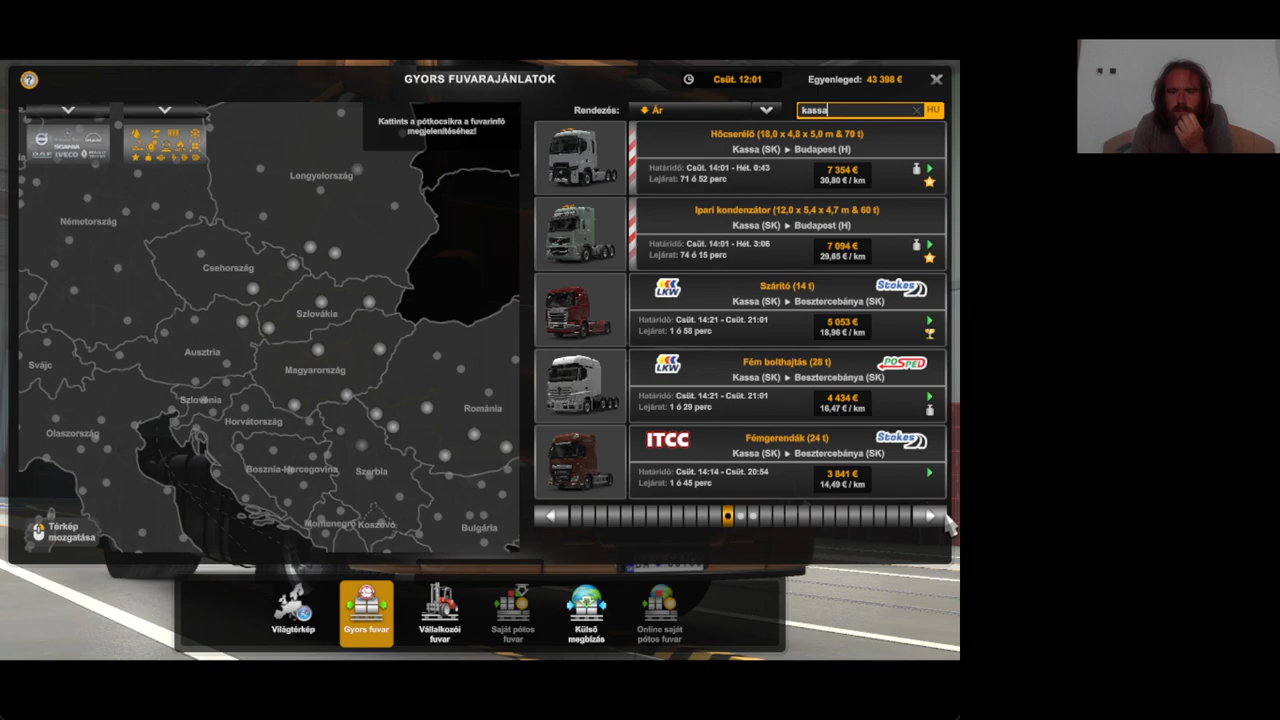 GYORS FUVARAJÁNLATOK
Csüt. 12:01
Egyenleg: 43 398 €
Kattints a pótkocsikra a fuvarinfó
megjelenítéséhez!
Rendezés:
Ár
kassa
HU
SCANIA
IVECO
Lengyelország
Németország
Csehország
Szlovákia
Ausztria
Svájc
Magyarország
Szlovénia
Románia
Horvátország
Olaszország
Bosznia-Hercegovina
Szerbia
Montenegró
Koszovó
Bulgária
Térkép
mozgatása
Hőcserélő (18,0 x 4,8 x 5,0 m & 70 t)
Kassa (SK) ▶ Budapest (H)
Határidő: Csüt. 14:01 - Hét. 0:43
Lejárat: 71 ó 52 perc
7 354 €
30,80 € / km
Ipari kondenzátor (12,0 x 5,4 x 4,7 m & 60 t)
Kassa (SK) ▶ Budapest (H)
Határidő: Csüt. 14:01 - Hét. 3:06
Lejárat: 74 ó 15 perc
7 094 €
29,65 € / km
LKW
Szárító (14 t)
Stokes
Kassa (SK) ▶ Besztercebánya (SK)
Határidő: Csüt. 14:21 - Csüt. 21:01
Lejárat: 1 ó 58 perc
5 053 €
18,96 € / km
LKW
Fém bolthajtás (28 t)
POSPED
Kassa (SK) ▶ Besztercebánya (SK)
Határidő: Csüt. 14:21 - Csüt. 21:01
Lejárat: 1 ó 29 perc
4 434 €
16,47 € / km
ITCC
Fémgerendák (24 t)
Stokes
Kassa (SK) ▶ Besztercebánya (SK)
Határidő: Csüt. 14:14 - Csüt. 20:54
Lejárat: 1 ó 45 perc
3 841 €
14,49 € / km
Világtérkép
Gyors fuvar
Vállalkozói
fuvar
Saját pótos
fuvar
Külső
megbízás
Online saját
pótos fuvar